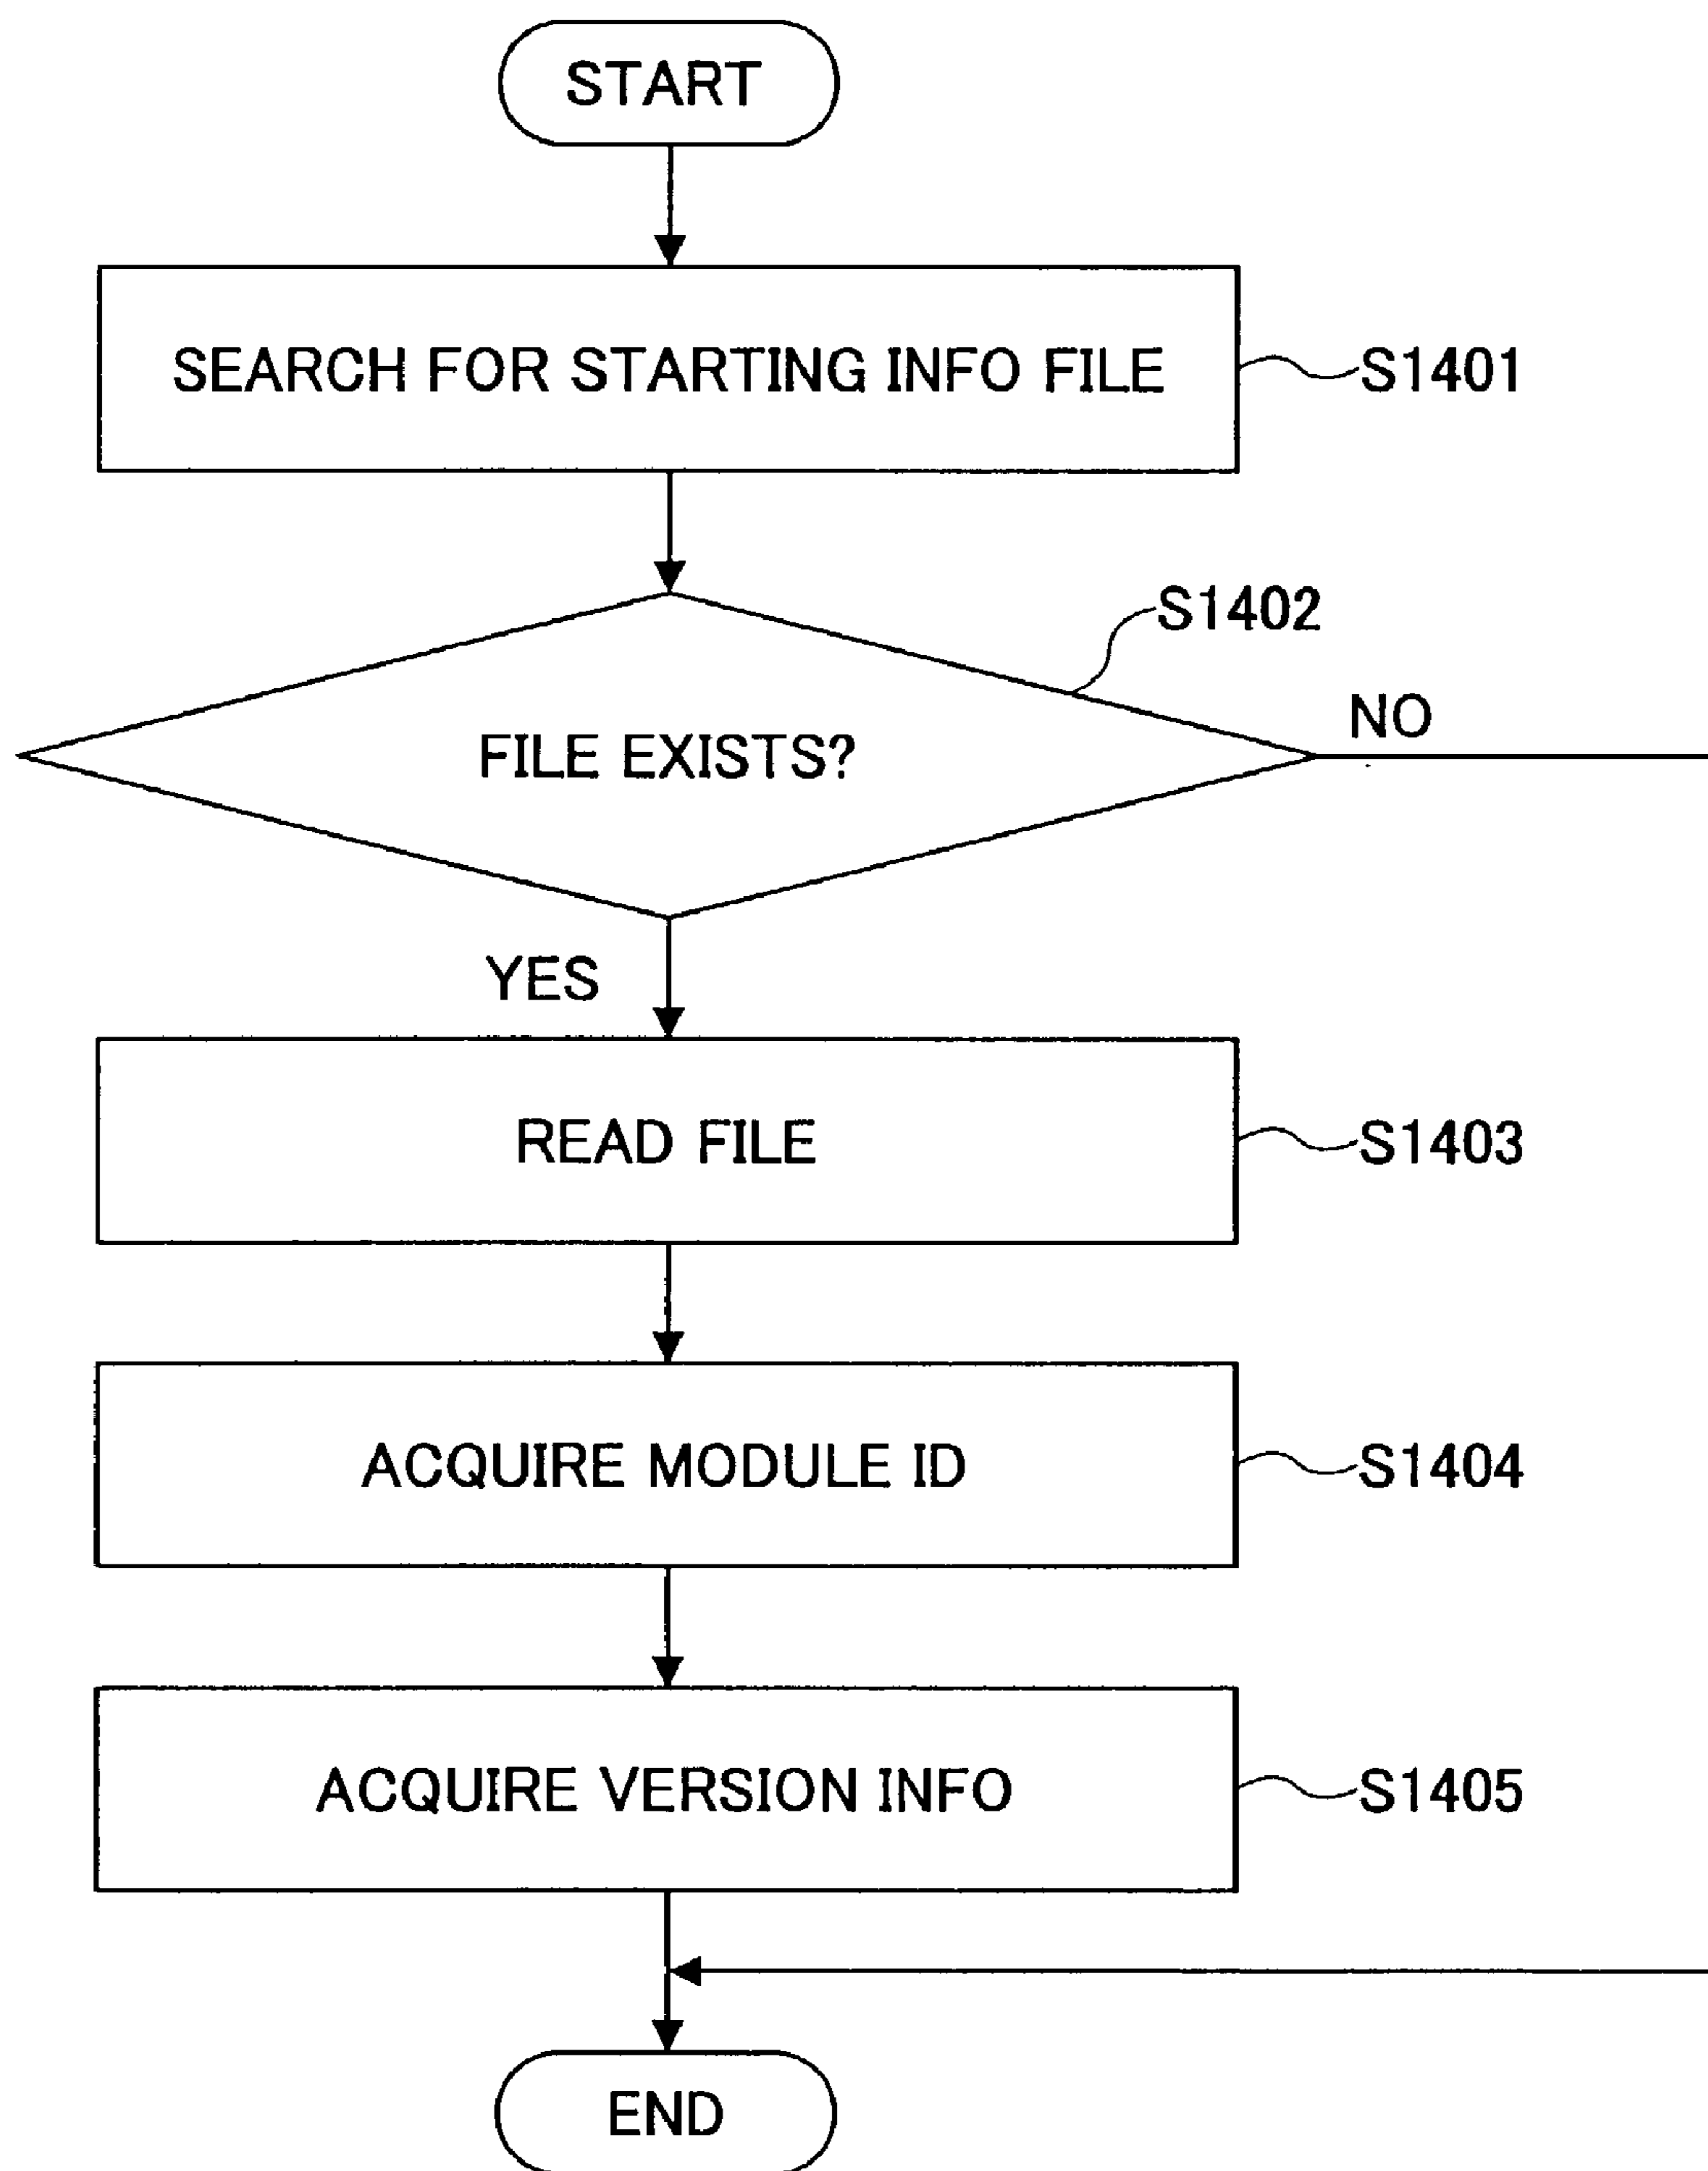 START
SEARCH FOR STARTING INFO FILE
S1401
S1402
FILE EXISTS?
NO
YES
READ FILE
S1403
ACQUIRE MODULE ID
S1404
ACQUIRE VERSION INFO
S1405
END